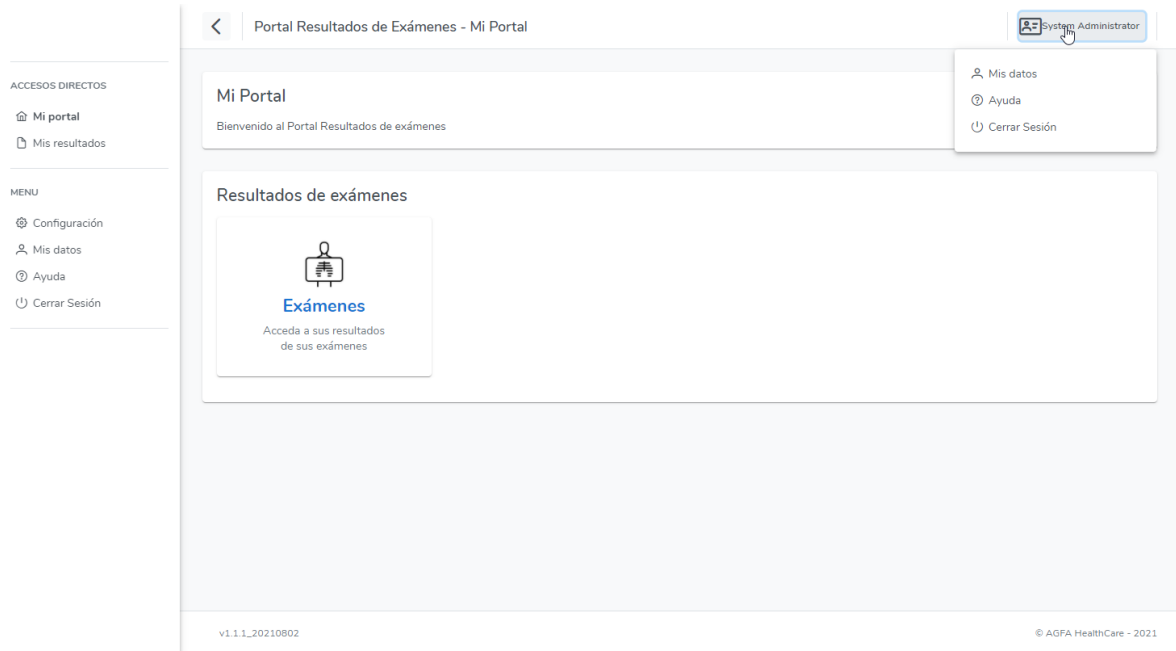 Portal Resultados de Exámenes - Mi Portal
System Administrator
Mis datos
Ayuda
Cerrar Sesión
ACCESOS DIRECTOS
Mi portal
Mis resultados
MENU
Configuración
Mis datos
Ayuda
Cerrar Sesión
Mi Portal
Bienvenido al Portal Resultados de exámenes
Resultados de exámenes
Exámenes
Acceda a sus resultados
de sus exámenes
v1.1.1_20210802
© AGFA HealthCare - 2021